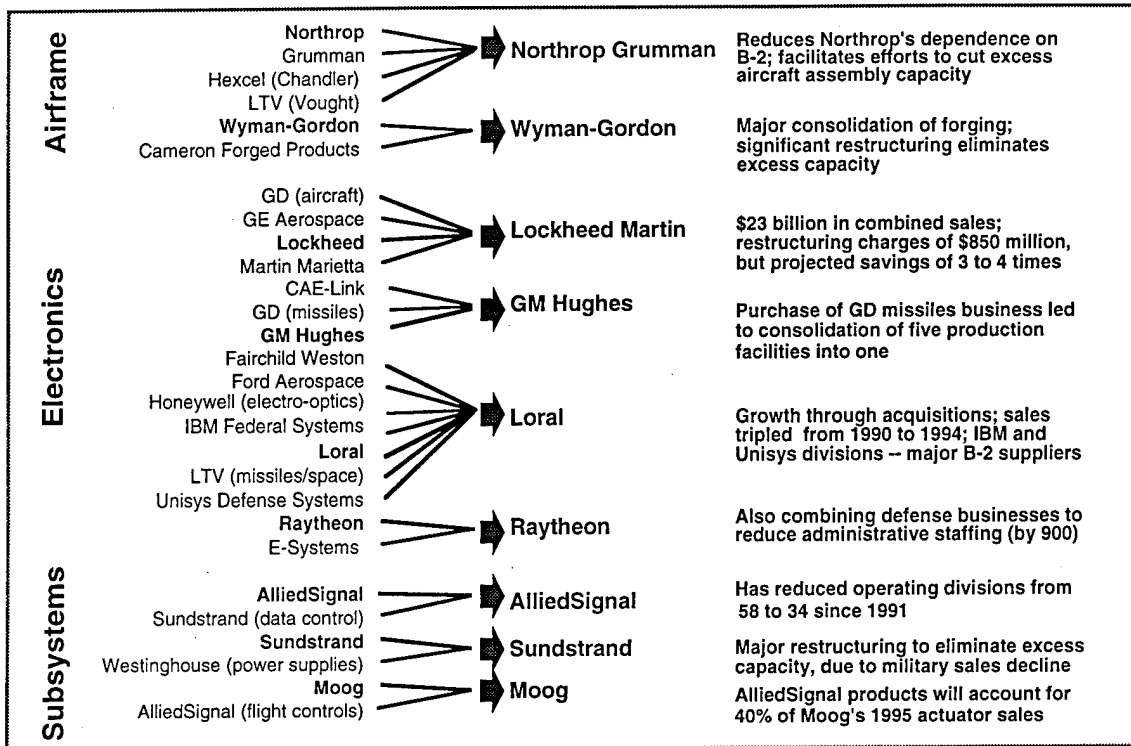 Airframe
Northrop
Grumman
Hexcel (Chandler)
LTV (Vought)
Northrop Grumman
Reduces Northrop's dependence on
B-2; facilitates efforts to cut excess
aircraft assembly capacity
Wyman-Gordon
Cameron Forged Products
Wyman-Gordon
Major consolidation of forging;
significant restructuring eliminates
excess capacity
Electronics
GD (aircraft)
GE Aerospace
Lockheed
Martin Marietta
Lockheed Martin
$23 billion in combined sales;
restructuring charges of $850 million,
but projected savings of 3 to 4 times
CAE-Link
GD (missiles)
GM Hughes
GM Hughes
Purchase of GD missiles business led
to consolidation of five production
facilities into one
Fairchild Weston
Ford Aerospace
Honeywell (electro-optics)
IBM Federal Systems
Loral
LTV (missiles/space)
Unisys Defense Systems
Loral
Growth through acquisitions; sales
tripled from 1990 to 1994; IBM and
Unisys divisions -- major B-2 suppliers
Raytheon
E-Systems
Raytheon
Also combining defense businesses to
reduce administrative staffing (by 900)
Subsystems
AlliedSignal
Sundstrand (data control)
AlliedSignal
Has reduced operating divisions from
58 to 34 since 1991
Sundstrand
Westinghouse (power supplies)
Sundstrand
Major restructuring to eliminate excess
capacity, due to military sales decline
Moog
AlliedSignal (flight controls)
Moog
AlliedSignal products will account for
40% of Moog's 1995 actuator sales